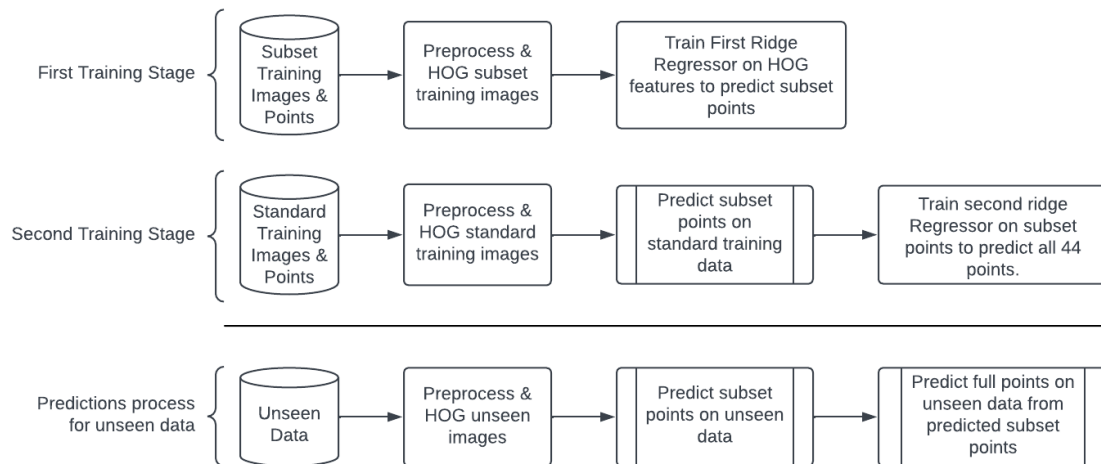 First Training Stage
Subset
Training
Images &
Points
Preprocess &
HOG subset
training images
Train First Ridge
Regressor on HOG
features to predict subset
points
Second Training Stage
Standard
Training
Images &
Points
Preprocess &
HOG standard
training images
Predict subset
points on
standard training
data
Train second ridge
Regressor on subset
points to predict all 44
points.
Predictions process
for unseen data
Unseen
Data
Preprocess &
HOG unseen
images
Predict subset
points on unseen
data
Predict full points on
unseen data from
predicted subset
points